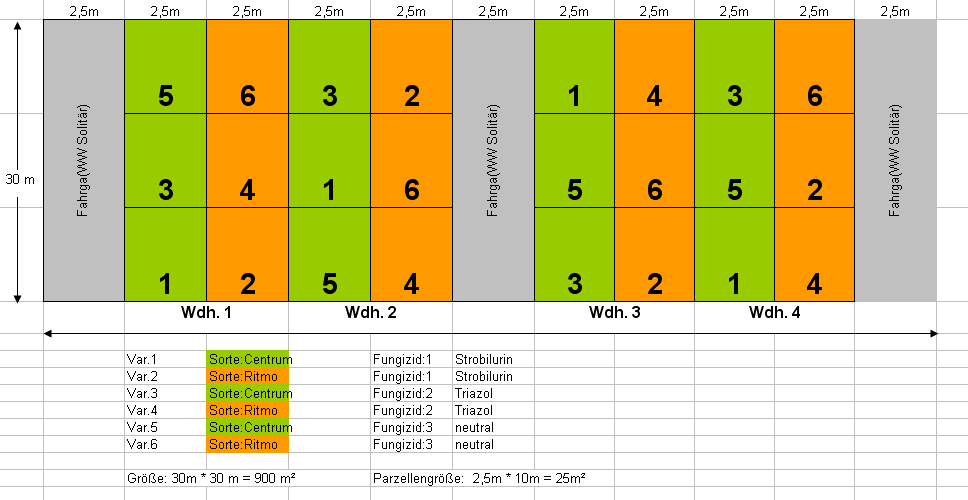 2,5m 2,5m 2,5m 2,5m 2,5m 2,5m 2,5m 2,5m 2,5m 2,5m 2,5m
5 6 3 2 1 4 3 6
Fahrga(WW Solitär) Fahrga(WW Solitär) Fahrga(WW Solitär)
30 m 3 4 1 6 5 6 5 2
1 2 5 4 3 2 1 4
Wdh. 1 Wdh. 2 Wdh. 3 Wdh. 4
Var.1 Sorte:Centrum Fungizid:1 Strobilurin
Var.2 Sorte:Ritmo Fungizid:1 Strobilurin
Var.3 Sorte:Centrum Fungizid:2 Triazol
Var.4 Sorte:Ritmo Fungizid:2 Triazol
Var.5 Sorte:Centrum Fungizid:3 neutral
Var.6 Sorte:Ritmo Fungizid:3 neutral
Größe: 30m * 30 m = 900 m² Parzellengröße: 2,5m * 10m = 25m²